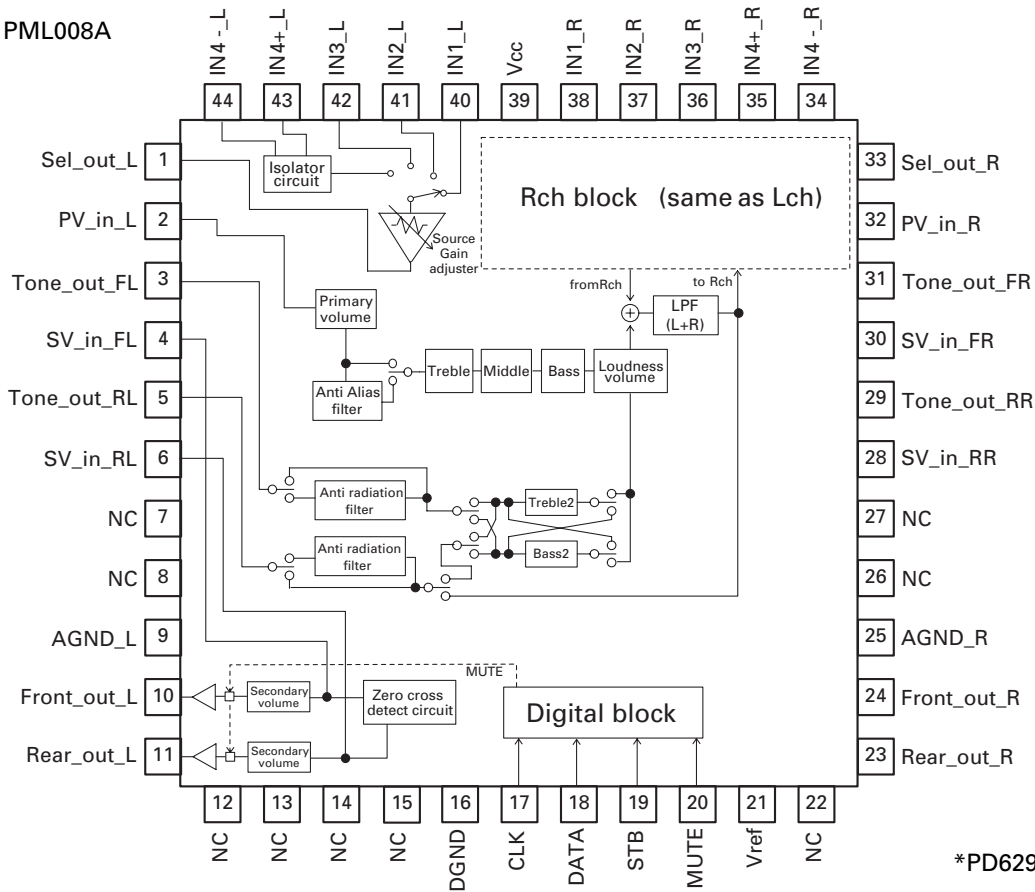 PML008A
IN4 -_L
IN4+_L
IN3_L
IN2_L
IN1_L
Vcc
IN1_R
IN2_R
IN3_R
IN4+_R
IN4 -_R
44
43
42
41
40
39
38
37
36
35
34
Sel_out_L 1
PV_in_L 2
Tone_out_FL 3
SV_in_FL 4
Tone_out_RL 5
SV_in_RL 6
NC 7
NC 8
AGND_L 9
Front_out_L 10
Rear_out_L 11
Isolator
circuit
Source
Gain
adjuster
Rch block (same as Lch)
fromRch
to Rch
Primary
volume
LPF
(L+R)
Anti Alias
filter
Treble
Middle
Bass
Loudness
volume
Anti radiation
filter
Treble2
Anti radiation
filter
Bass2
MUTE
Secondary
volume
Zero cross
detect circuit
Digital block
Secondary
volume
33 Sel_out_R
32 PV_in_R
31 Tone_out_FR
30 SV_in_FR
29 Tone_out_RR
28 SV_in_RR
27 NC
26 NC
25 AGND_R
24 Front_out_R
23 Rear_out_R
12
13
14
15
16
17
18
19
20
21
22
NC
NC
NC
NC
DGND
CLK
DATA
STB
MUTE
Vref
NC
*PD629